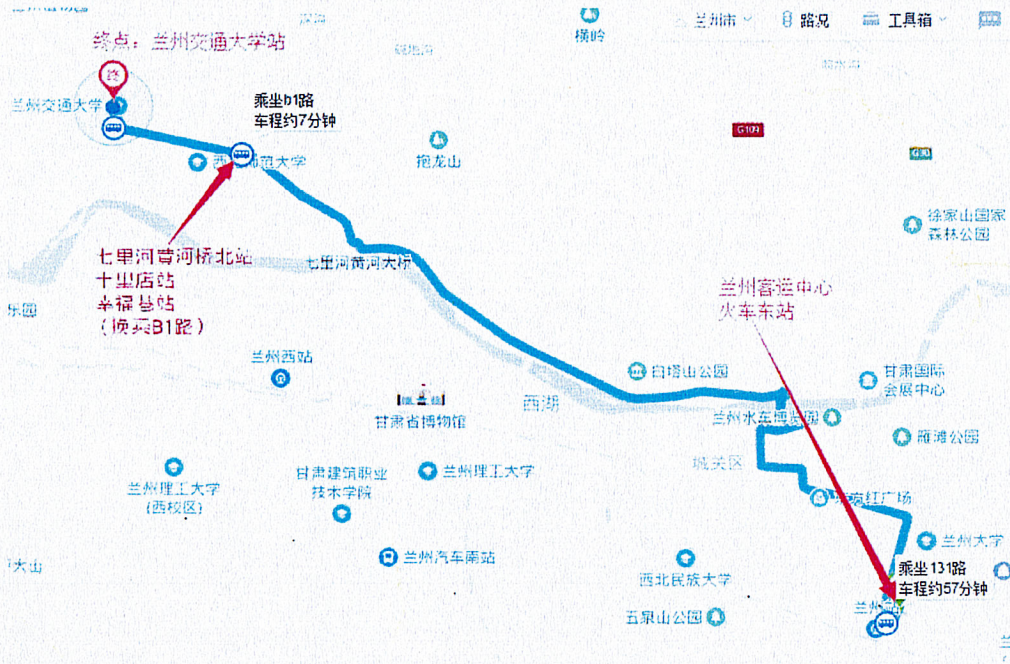 兰州市
路况
工具箱
终点：兰州交通大学站
横岭
终
兰州交通大学
乘坐b1路
车程约7分钟
G109
抱龙山
徐家山国家
森林公园
七里河黄河桥北站
十里店站
幸福巷站
（换乘B1路）
七里河黄河大桥
兰州客运中心
火车东站
乐园
兰州西站
白塔山公园
甘肃国际
会展中心
西湖
甘肃省博物馆
兰州水车博览园
雁滩公园
城关区
甘肃建筑职业
技术学院
兰州理工大学
兰州理工大学
(西校区)
红广场
兰州大学
兰州汽车南站
大山
西北民族大学
乘坐131路
车程约57分钟
五泉山公园
兰州